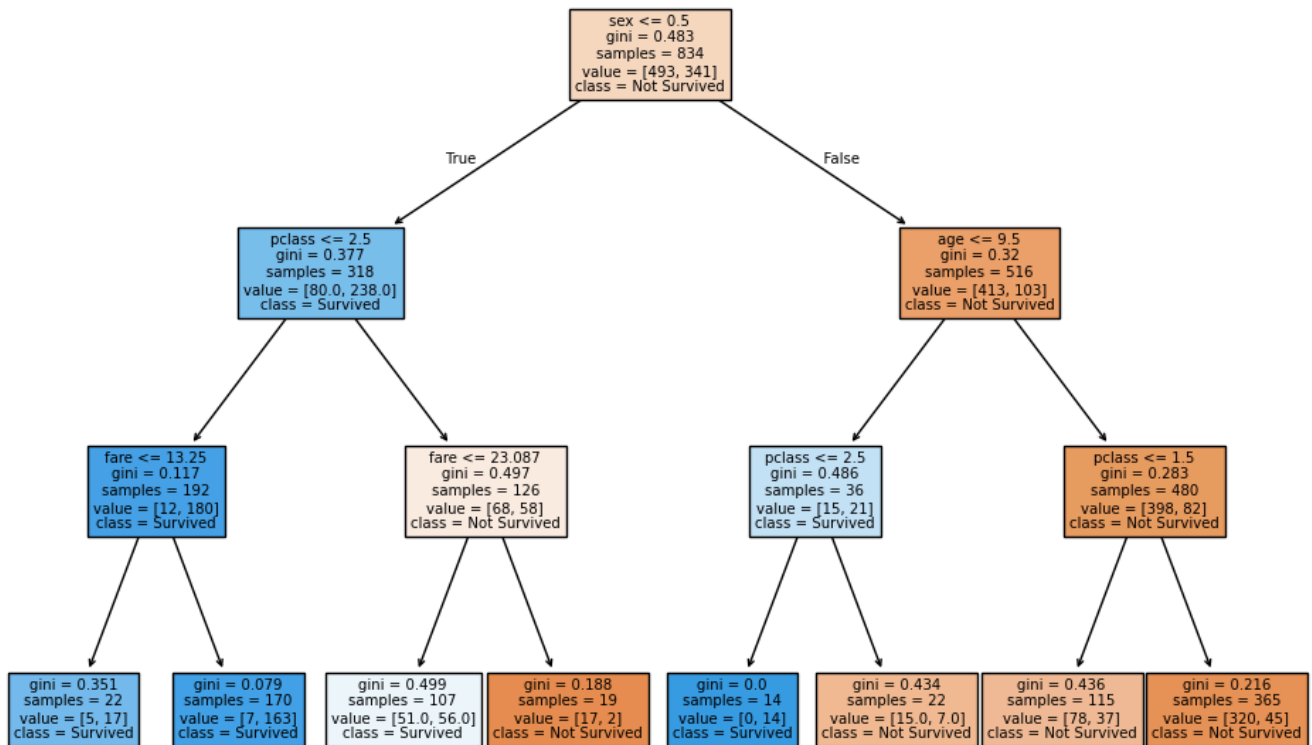 sex <= 0.5
gini = 0.483
samples = 834
value = [493, 341]
class = Not Survived
True
False
pclass <= 2.5
gini = 0.377
samples = 318
value = [80.0, 238.0]
class = Survived
age <= 9.5
gini = 0.32
samples = 516
value = [413, 103]
class = Not Survived
fare <= 13.25
gini = 0.117
samples = 192
value = [12, 180]
class = Survived
fare <= 23.087
gini = 0.497
samples = 126
value = [68, 58]
class = Not Survived
pclass <= 2.5
gini = 0.486
samples = 36
value = [15, 21]
class = Survived
pclass <= 1.5
gini = 0.283
samples = 480
value = [398, 82]
class = Not Survived
gini = 0.351
samples = 22
value = [5, 17]
class = Survived
gini = 0.079
samples = 170
value = [7, 163]
class = Survived
gini = 0.499
samples = 107
value = [51.0, 56.0]
class = Survived
gini = 0.188
samples = 19
value = [17, 2]
class = Not Survived
gini = 0.0
samples = 14
value = [0, 14]
class = Survived
gini = 0.434
samples = 22
value = [15.0, 7.0]
class = Not Survived
gini = 0.436
samples = 115
value = [78, 37]
class = Not Survived
gini = 0.216
samples = 365
value = [320, 45]
class = Not Survived